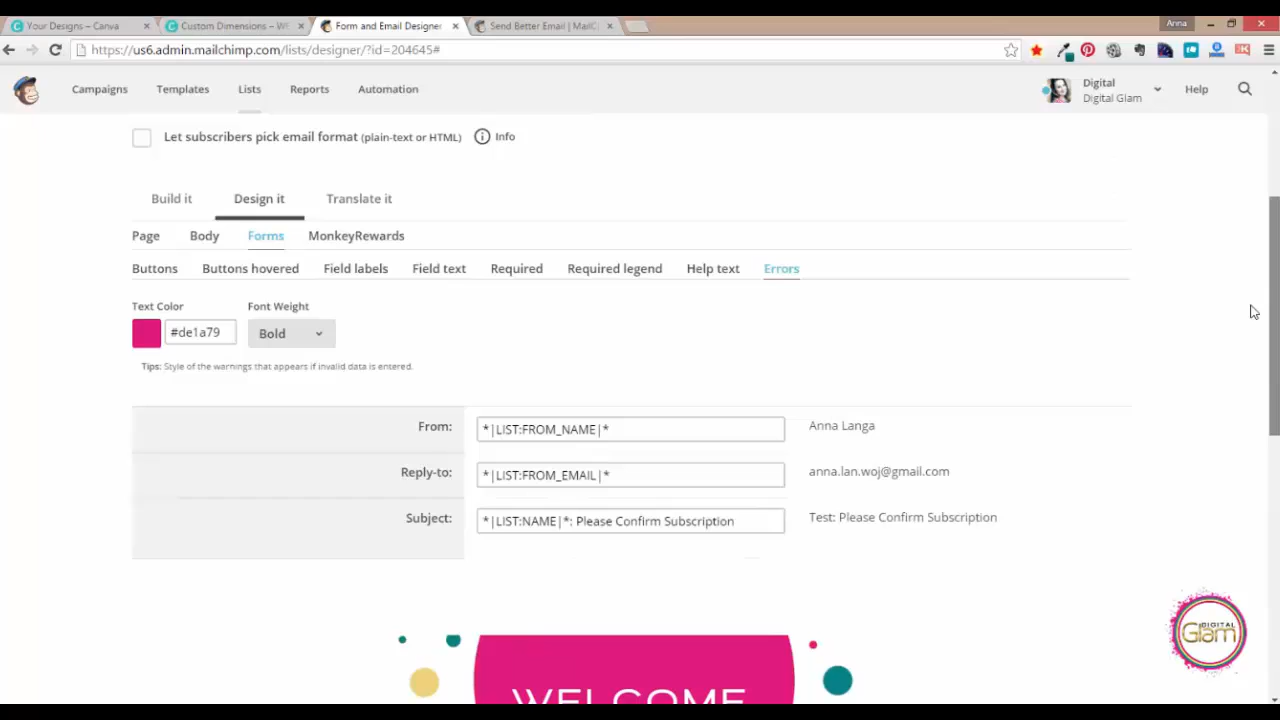 Your Designs – Canva
Custom Dimensions – WE
Form and Email Designer
Send Better Email | MailC
Anna
https://us6.admin.mailchimp.com/lists/designer/?id=204645#
Campaigns
Templates
Lists
Reports
Automation
Digital
Digital Glam
Help
Let subscribers pick email format (plain-text or HTML)
Info
Build it
Design it
Translate it
Page
Body
Forms
MonkeyRewards
Buttons
Buttons hovered
Field labels
Field text
Required
Required legend
Help text
Errors
Text Color
Font Weight
#de1a79
Bold
Tips: Style of the warnings that appears if invalid data is entered.
From:
*|LIST:FROM_NAME|*
Anna Langa
Reply-to:
*|LIST:FROM_EMAIL|*
anna.lan.woj@gmail.com
Subject:
*|LIST:NAME|*: Please Confirm Subscription
Test: Please Confirm Subscription
DIGITAL
Glam
WELCOME